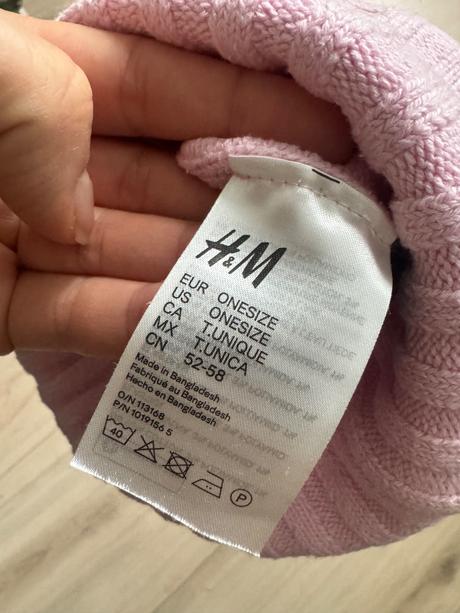 H&M
EUR ONESIZE
US ONESIZE
CA T.UNIQUE
MX T.UNICA
CN 52-58
Made in Bangladesh
Fabriqué au Bangladesh
Hecho en Bangladesh
O/N 113168
P/N 1019156 5
40
P